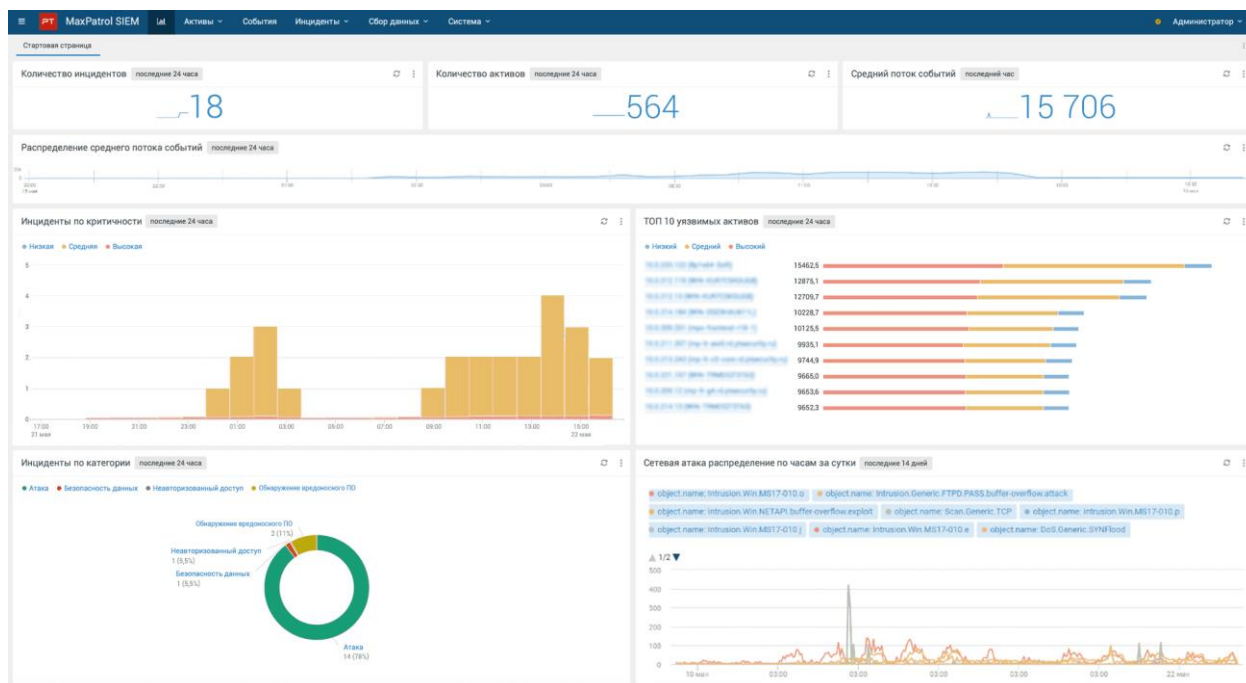 PT MaxPatrol SIEM Активы События Инциденты Сбор данных Система Администратор
Стартовая страница
Количество инцидентов последние 24 часа
18
Количество активов последние 24 часа
564
Средний поток событий последний час
15 706
Распределение среднего потока событий последние 24 часа
Инциденты по критичности последние 24 часа
Низкая Средняя Высокая
5
4
3
2
1
0
17:00 19:00 21:00 23:00 01:00 03:00 05:00 07:00 09:00 11:00 13:00 15:00
21 мая 22 мая
ТОП 10 уязвимых активов последние 24 часа
Низкий Средний Высокий
15462,5
12875,1
12709,7
10228,7
10125,5
9935,1
9744,9
9665,0
9653,6
9652,3
Инциденты по категории последние 24 часа
Атака Безопасность данных Неавторизованный доступ Обнаружение вредоносного ПО
Обнаружение вредоносного ПО
2 (11%)
Неавторизованный доступ
1 (5,5%)
Безопасность данных
1 (5,5%)
Атака
14 (78%)
Сетевая атака распределение по часам за сутки последние 14 дней
object.name: Intrusion.Win.MS17-010.o object.name: Intrusion.Generic.FTPD.PASS.buffer-overflow.attack
object.name: Intrusion.Win.NETAPI.buffer-overflow.exploit object.name: Scan.Generic.TCP object.name: Intrusion.Win.MS17-010.p
object.name: Intrusion.Win.MS17-010.j object.name: Intrusion.Win.MS17-010.e object.name: DoS.Generic.SYNFlood
1/2
500
400
300
200
100
0
10 мая 03:00 03:00 03:00 03:00 03:00 22 мая